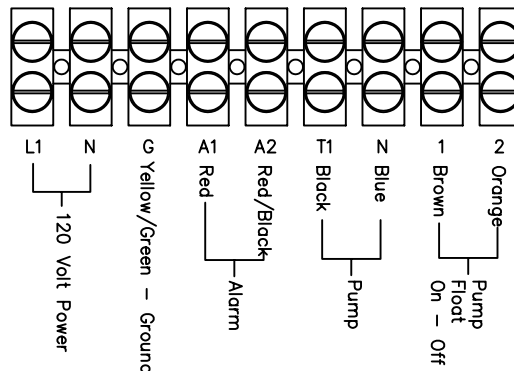 L1 N G A1 A2 T1 N 1 2
Yellow/Green - Ground
Red
Red/Black
Black
Blue
Brown
Orange
120 Volt Power
Alarm
Pump
Pump
Float
On - Off